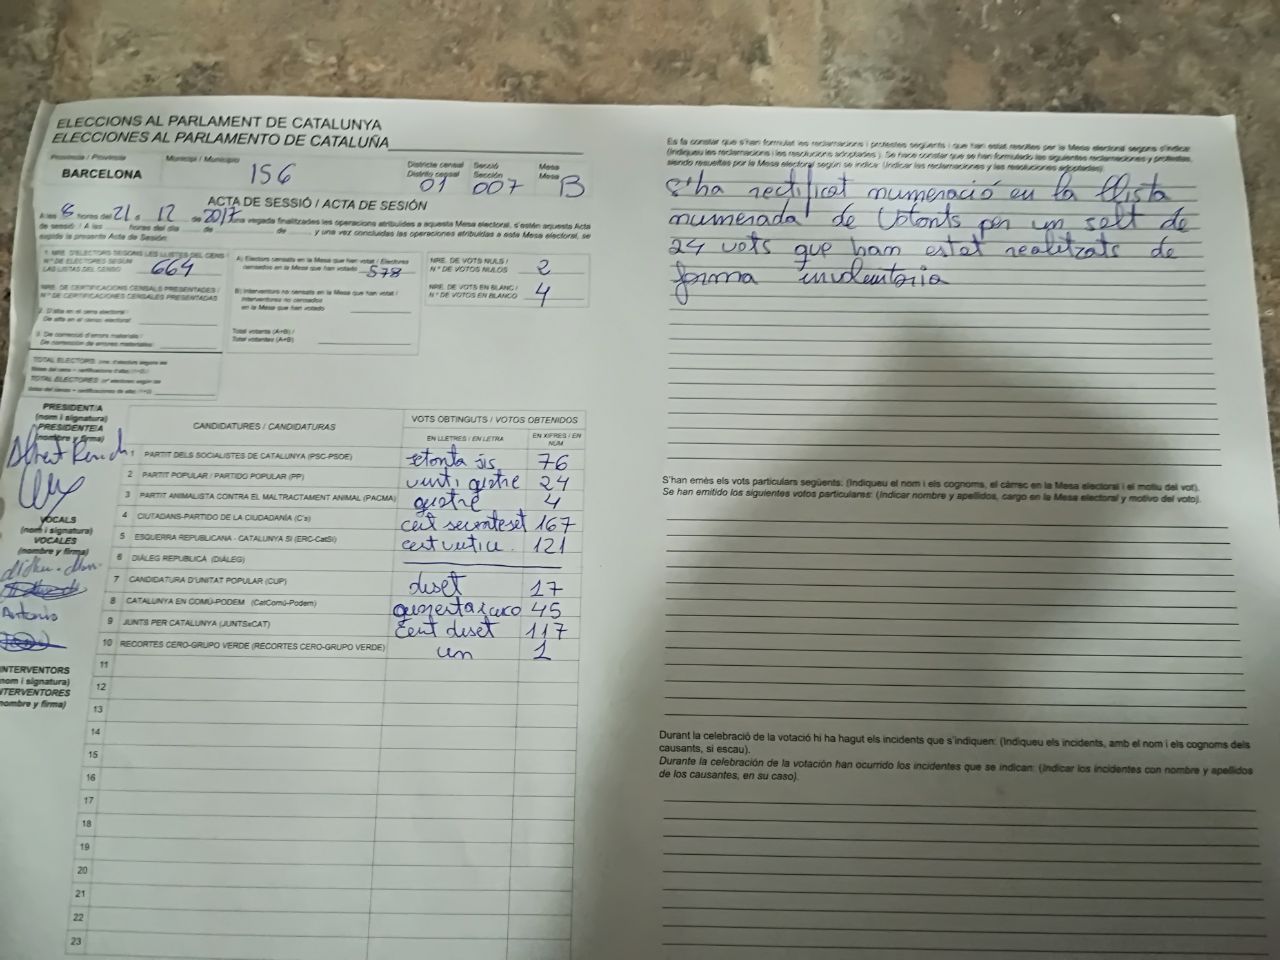 ELECCIONS AL PARLAMENT DE CATALUNYA
ELECCIONES AL PARLAMENTO DE CATALUÑA
Província / Provincia
Municipi / Municipio
BARCELONA
156
Districte censal
Distrito censal
01
Secció
Sección
007
Mesa
Mesa
B
ACTA DE SESSIÓ / ACTA DE SESIÓN
A les 8 hores del 21 d 12 de 2017 una vegada finalitzades les operacions atribuïdes a aquesta Mesa electoral, s'estén aquesta Acta
de sessió / A las horas del día de de , y una vez concluidas las operaciones atribuidas a esta Mesa electoral, se
expide la presente Acta de Sesión:
1. NRE. D'ELECTORS SEGONS LES LLISTES DEL CENS
Nº DE ELECTORES SEGÚN
LAS LISTAS DEL CENSO
664
NRE. DE CERTIFICACIONS CENSALS PRESENTADES /
Nº DE CERTIFICACIONES CENSALES PRESENTADAS
2. D'alta en el cens electoral /
De alta en el censo electoral:
3. De correcció d'errors materials /
De corrección de errores materiales:
TOTAL ELECTORS
TOTAL ELECTORES
A) Electors censats en la Mesa que han votat / Electores
censados en la Mesa que han votado 578
B) Interventors no censats en la Mesa que han votat /
Interventores no censados
en la Mesa que han votado
Total votants (A+B) /
Total votantes (A+B)
NRE. DE VOTS NULS /
Nº DE VOTOS NULOS
2
NRE. DE VOTS EN BLANC /
Nº DE VOTOS EN BLANCO
4
PRESIDENT/A
(nom i signatura)
PRESIDENTE/A
(nombre y firma)
Albert
VOCALS
(nom i signatura)
VOCALES
(nombre y firma)
Antonio
INTERVENTORS
(nom i signatura)
INTERVENTORES
(nombre y firma)
CANDIDATURES / CANDIDATURAS
VOTS OBTINGUTS / VOTOS OBTENIDOS
EN LLETRES / EN LETRA
EN XIFRES / EN NUM
1 PARTIT DELS SOCIALISTES DE CATALUNYA (PSC-PSOE) setanta sis 76
2 PARTIT POPULAR / PARTIDO POPULAR (PP) vint i quatre 24
3 PARTIT ANIMALISTA CONTRA EL MALTRACTAMENT ANIMAL (PACMA) quatre 4
4 CIUTADANS-PARTIDO DE LA CIUDADANÍA (C's) cent seixanteset 167
5 ESQUERRA REPUBLICANA - CATALUNYA SÍ (ERC-CatSí) cent vintiu. 121
6 DIÀLEG REPUBLICÀ (DIÀLEG)
7 CANDIDATURA D'UNITAT POPULAR (CUP) diset 17
8 CATALUNYA EN COMÚ-PODEM (CatComú-Podem) quarentaicinco 45
9 JUNTS PER CATALUNYA (JUNTSxCAT) Cent diset 117
10 RECORTES CERO-GRUPO VERDE (RECORTES CERO-GRUPO VERDE) un 1
11
12
13
14
15
16
17
18
19
20
21
22
23
Es fa constar que s'han formulat les reclamacions i protestes següents i que han estat resoltes per la Mesa electoral segons s'indica:
(Indiqueu les reclamacions i les resolucions adoptades). Se hace constar que se han formulado las siguientes reclamaciones y protestas,
siendo resueltas por la Mesa electoral según se indica: (Indicar las reclamaciones y las resoluciones adoptadas).
S'ha rectificat numeració en la llista
numerada de votants per un salt de
24 vots que ham estat realitzats de
forma involuntaria
S'han emès els vots particulars següents: (Indiqueu el nom i els cognoms, el càrrec en la Mesa electoral i el motiu del vot).
Se han emitido los siguientes votos particulares: (Indicar nombre y apellidos, cargo en la Mesa electoral y motivo del voto).
Durant la celebració de la votació hi ha hagut els incidents que s'indiquen: (Indiqueu els incidents, amb el nom i els cognoms dels
causants, si escau).
Durante la celebración de la votación han ocurrido los incidentes que se indican: (Indicar los incidentes con nombre y apellidos
de los causantes, en su caso).